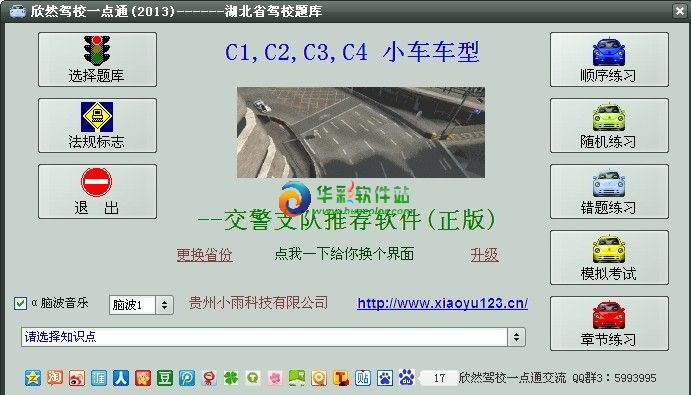 欣然驾校一点通(2013)------湖北省驾校题库
选择题库
C1,C2,C3,C4 小车车型
顺序练习
法规标志
随机练习
退 出
华彩软件站
--交警支队推荐软件(正版)
错题练习
更换省份 点我一下给你换个界面 升级
模拟考试
α脑波音乐 脑波1 贵州小雨科技有限公司 http://www.xiaoyu123.cn/
请选择知识点
章节练习
淘 人 豆 贴 17 欣然驾校一点通交流 QQ群3：5993995